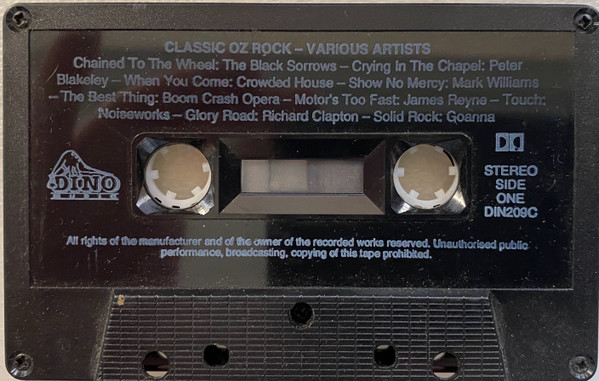 CLASSIC OZ ROCK – VARIOUS ARTISTS
Chained To The Wheel: The Black Sorrows – Crying In The Chapel: Peter
Blakeley – When You Come: Crowded House – Show No Mercy: Mark Williams
– The Best Thing: Boom Crash Opera – Motor's Too Fast: James Reyne – Touch:
Noiseworks – Glory Road: Richard Clapton – Solid Rock: Goanna
DINO
MUSIC
STEREO
SIDE
ONE
DIN209C
All rights of the manufacturer and of the owner of the recorded works reserved. Unauthorised public
performance, broadcasting, copying of this tape prohibited.